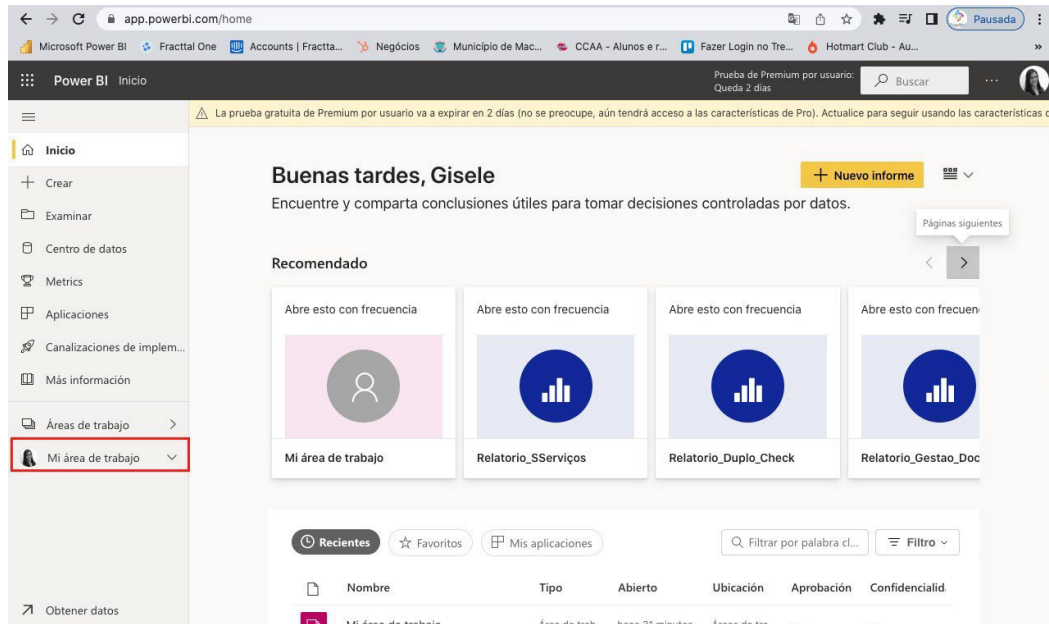 app.powerbi.com/home
Pausada
Microsoft Power BI Fracttal One Accounts | Fractta... Negócios Município de Mac... CCAA - Alunos e r... Fazer Login no Tre... Hotmart Club - Au... »
Power BI Inicio
Prueba de Premium por usuario:
Queda 2 días
Buscar
La prueba gratuita de Premium por usuario va a expirar en 2 días (no se preocupe, aún tendrá acceso a las características de Pro). Actualice para seguir usando las características
Inicio
Crear
Examinar
Centro de datos
Metrics
Aplicaciones
Canalizaciones de implem...
Más información
Áreas de trabajo
Mi área de trabajo
Obtener datos
Buenas tardes, Gisele
Encuentre y comparta conclusiones útiles para tomar decisiones controladas por datos.
+ Nuevo informe
Páginas siguientes
Recomendado
Abre esto con frecuencia
Mi área de trabajo
Abre esto con frecuencia
Relatorio_SServiços
Abre esto con frecuencia
Relatorio_Duplo_Check
Abre esto con frecuen
Relatorio_Gestao_Doc
Recientes Favoritos Mis aplicaciones
Filtrar por palabra cl... Filtro
Nombre Tipo Abierto Ubicación Aprobación Confidencialid
Mi área de trabajo